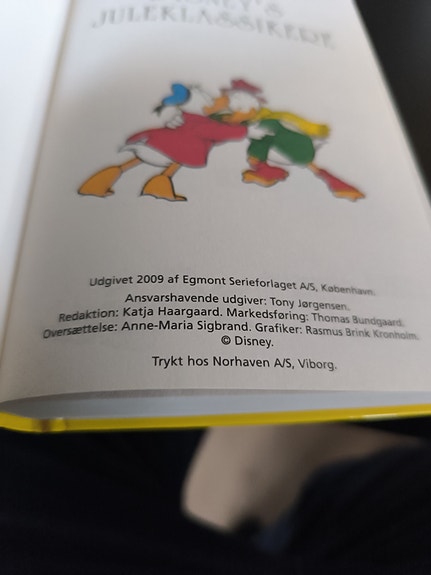 DISNEY'S
JULEKLASSIKERE
Udgivet 2009 af Egmont Serieforlaget A/S, København.
Ansvarshavende udgiver: Tony Jørgensen.
Redaktion: Katja Haargaard. Markedsføring: Thomas Bundgaard.
Oversættelse: Anne-Maria Sigbrand. Grafiker: Rasmus Brink Kronholm.
© Disney.
Trykt hos Norhaven A/S, Viborg.